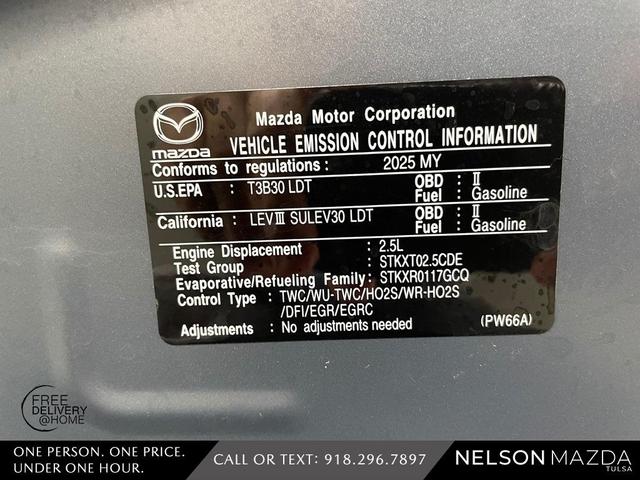 Mazda Motor Corporation
mazda
VEHICLE EMISSION CONTROL INFORMATION
Conforms to regulations : 2025 MY
U.S.EPA : T3B30 LDT OBD : II
Fuel : Gasoline
California : LEVIII SULEV30 LDT OBD : II
Fuel : Gasoline
Engine Displacement : 2.5L
Test Group : STKXT02.5CDE
Evaporative/Refueling Family: STKXR0117GCQ
Control Type : TWC/WU-TWC/HO2S/WR-HO2S
/DFI/EGR/EGRC
Adjustments : No adjustments needed
(PW66A)
FREE
DELIVERY
@HOME
ONE PERSON. ONE PRICE.
UNDER ONE HOUR.
CALL OR TEXT: 918.296.7897
NELSON MAZDA
TULSA